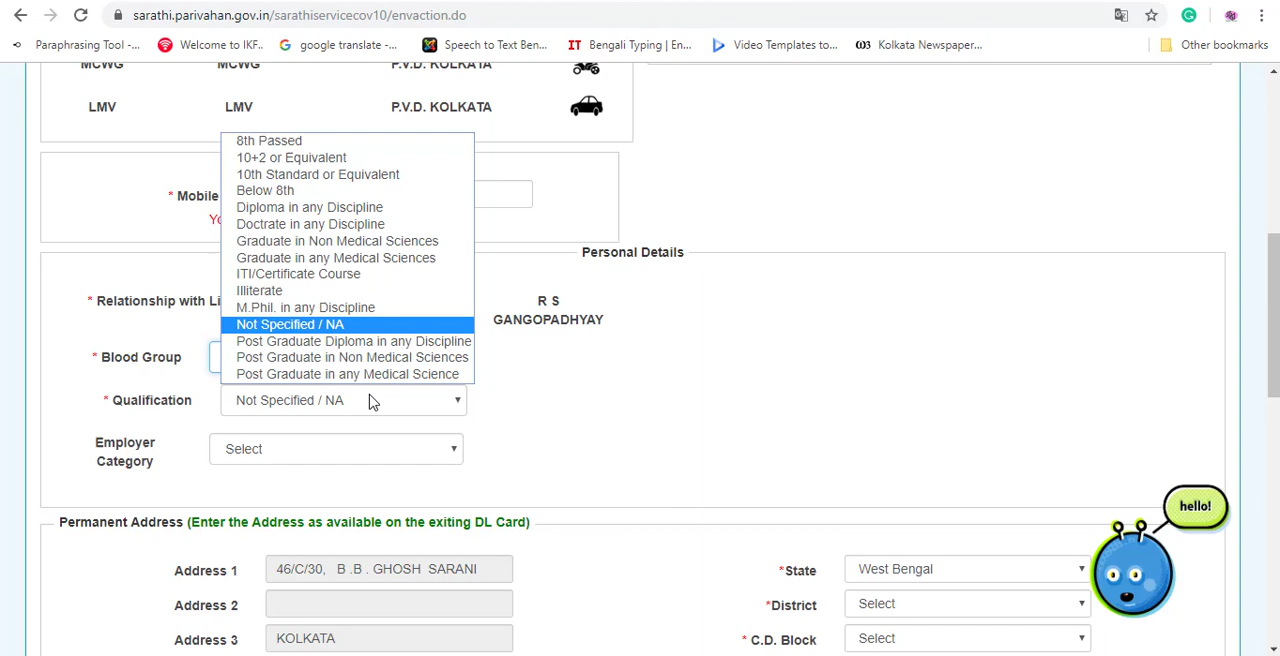 sarathi.parivahan.gov.in/sarathiservicecov10/envaction.do
Paraphrasing Tool -... Welcome to IKF.. google translate -... Speech to Text Ben... IT Bengali Typing | En... Video Templates to... Kolkata Newspaper... Other bookmarks
MCWG MCWG P.V.D. KOLKATA
LMV LMV P.V.D. KOLKATA
8th Passed
10+2 or Equivalent
10th Standard or Equivalent
Below 8th
Diploma in any Discipline
Doctrate in any Discipline
Graduate in Non Medical Sciences
Graduate in any Medical Sciences
ITI/Certificate Course
Illiterate
M.Phil. in any Discipline
Not Specified / NA
Post Graduate Diploma in any Discipline
Post Graduate in Non Medical Sciences
Post Graduate in any Medical Science
* Mobile
Yo
Personal Details
* Relationship with Li
R S
GANGOPADHYAY
* Blood Group
* Qualification Not Specified / NA
Employer
Category
Select
Permanent Address (Enter the Address as available on the exiting DL Card)
hello!
Address 1 46/C/30, B .B . GHOSH SARANI *State West Bengal
Address 2 *District Select
Address 3 KOLKATA * C.D. Block Select